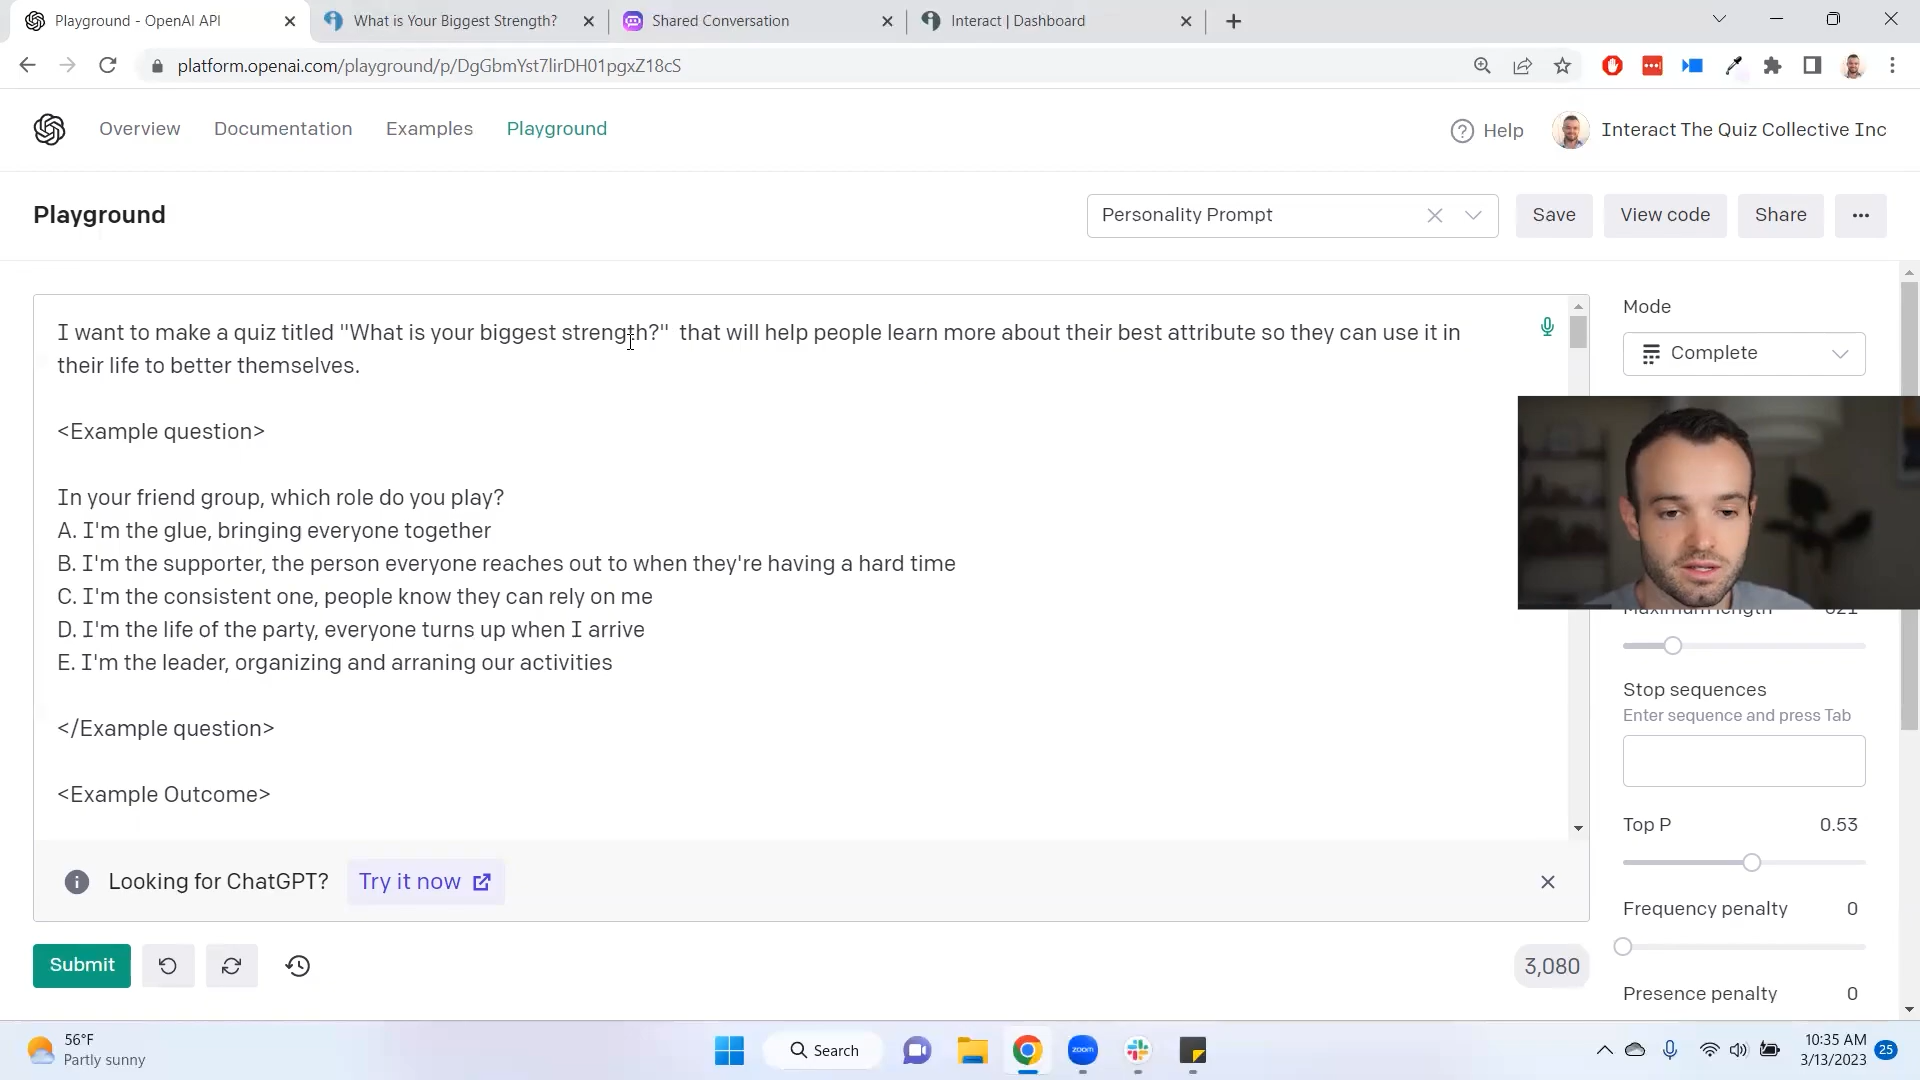 Playground - OpenAI API
What is Your Biggest Strength?
Shared Conversation
Interact | Dashboard
platform.openai.com/playground/p/DgGbmYst7lirDH01pgxZ18cS
Overview
Documentation
Examples
Playground
Help
Interact The Quiz Collective Inc
Playground
Personality Prompt
Save
View code
Share
I want to make a quiz titled "What is your biggest strength?"  that will help people learn more about their best attribute so they can use it in
their life to better themselves.
<Example question>
In your friend group, which role do you play?
A. I'm the glue, bringing everyone together
B. I'm the supporter, the person everyone reaches out to when they're having a hard time
C. I'm the consistent one, people know they can rely on me
D. I'm the life of the party, everyone turns up when I arrive
E. I'm the leader, organizing and arraning our activities
</Example question>
<Example Outcome>
Looking for ChatGPT?
Try it now
Submit
3,080
Mode
Complete
Maximum length
Stop sequences
Enter sequence and press Tab
Top P
0.53
Frequency penalty
0
Presence penalty
0
56°F
Partly sunny
Search
zoom
10:35 AM
3/13/2023
25